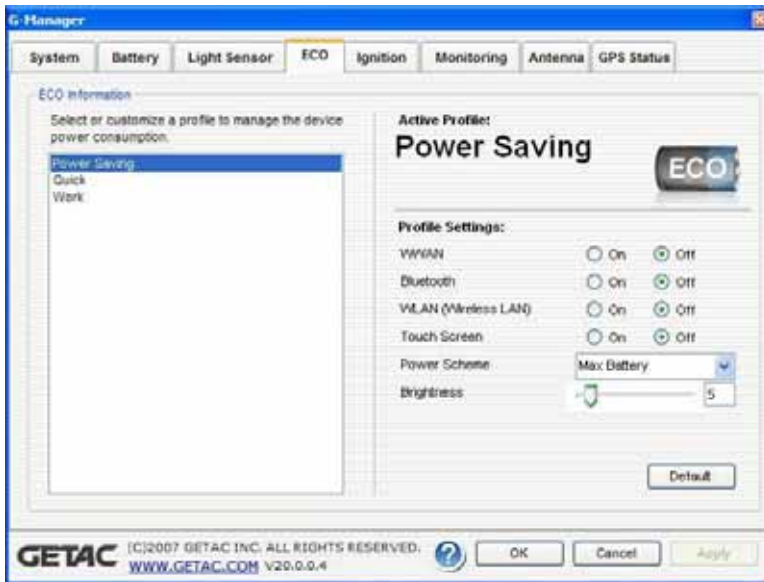 G-Manager
System Battery Light Sensor ECO Ignition Monitoring Antenna GPS Status
ECO Information
Select or customize a profile to manage the device
power consumption.
Power Saving
Quick
Work
Active Profile:
Power Saving
ECO
Profile Settings:
WWAN On Off
Bluetooth On Off
WLAN (Wireless LAN) On Off
Touch Screen On Off
Power Scheme Max Battery
Brightness 5
Default
GETAC (C)2007 GETAC INC. ALL RIGHTS RESERVED.
WWW.GETAC.COM V20.0.0.4
? OK Cancel Apply